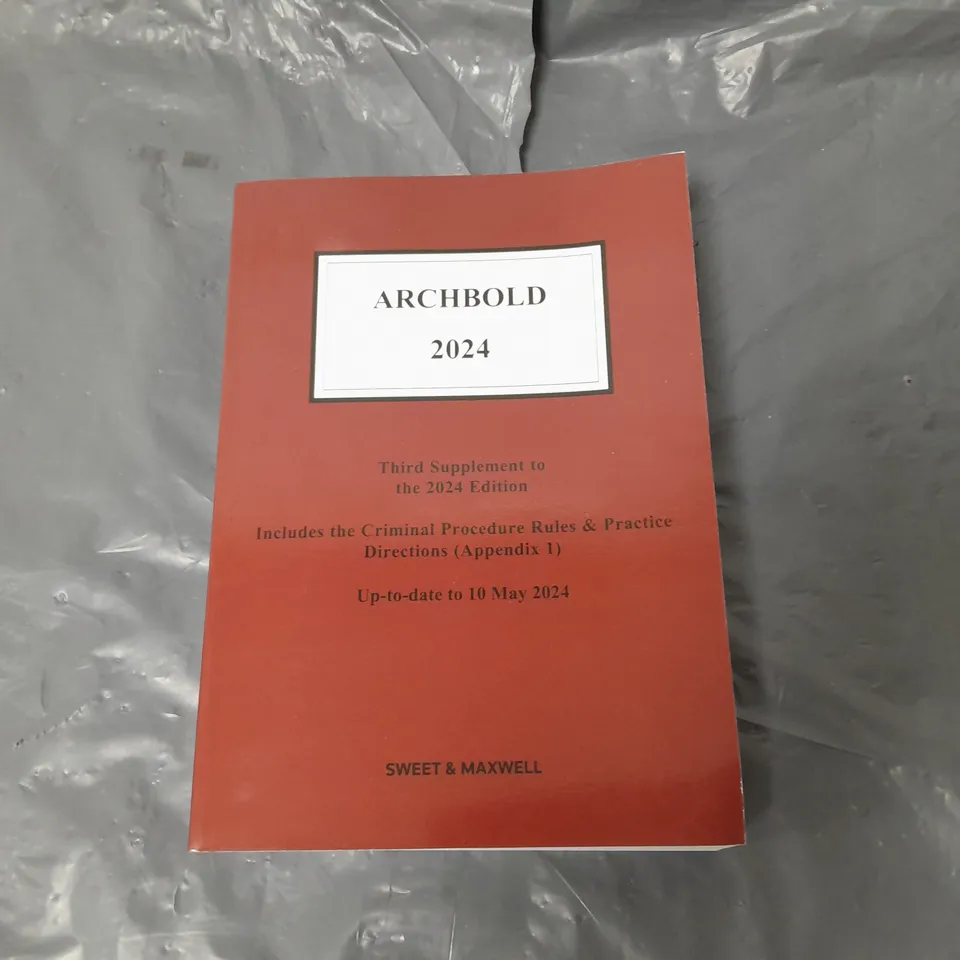 ARCHBOLD
2024
Third Supplement to
the 2024 Edition
Includes the Criminal Procedure Rules & Practice
Directions (Appendix 1)
Up-to-date to 10 May 2024
SWEET & MAXWELL